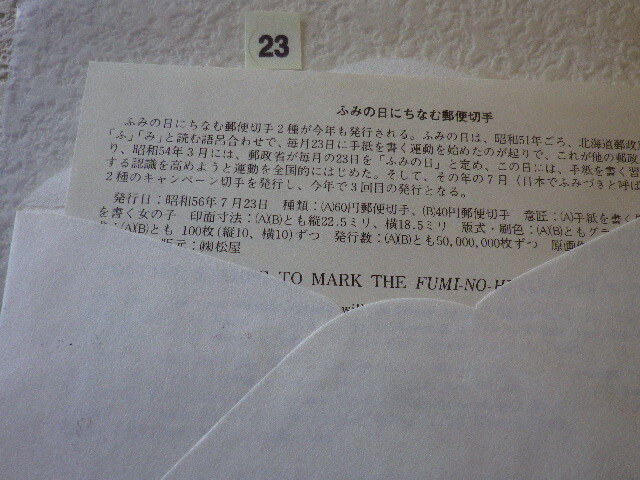 23
ふみの日にちなむ郵便切手
ふみの日にちなむ郵便切手2種が今年も発行される。ふみの日は、昭和51年ごろ、北海道郵政
「ふ」「み」と読む語呂合わせで、毎月23日に手紙を書く運動を始めたのが起りで、これが他の郵政
り、昭和54年3月には、郵政省が毎月の23日を「ふみの日」と定め、この日には、手紙を書く習
する認識を高めようと運動を全国的にはじめた。そして、その年の7月（日本でふみづきと呼ば
2種のキャンペーン切手を発行し、今年で3回目の発行となる。
発行日：昭和56年7月23日 種類：(A)60円郵便切手、(B)40円郵便切手 意匠：(A)手紙を書く
を書く女の子 印面寸法：(A)(B)とも縦22.5ミリ、横18.5ミリ 版式・刷色：(A)(B)ともグラ
(A)(B)とも 100枚(縦10、横10)ずつ 発行数：(A)(B)とも50,000,000枚ずつ 原画
元：㈱松屋
TO MARK THE FUMI-NO-H